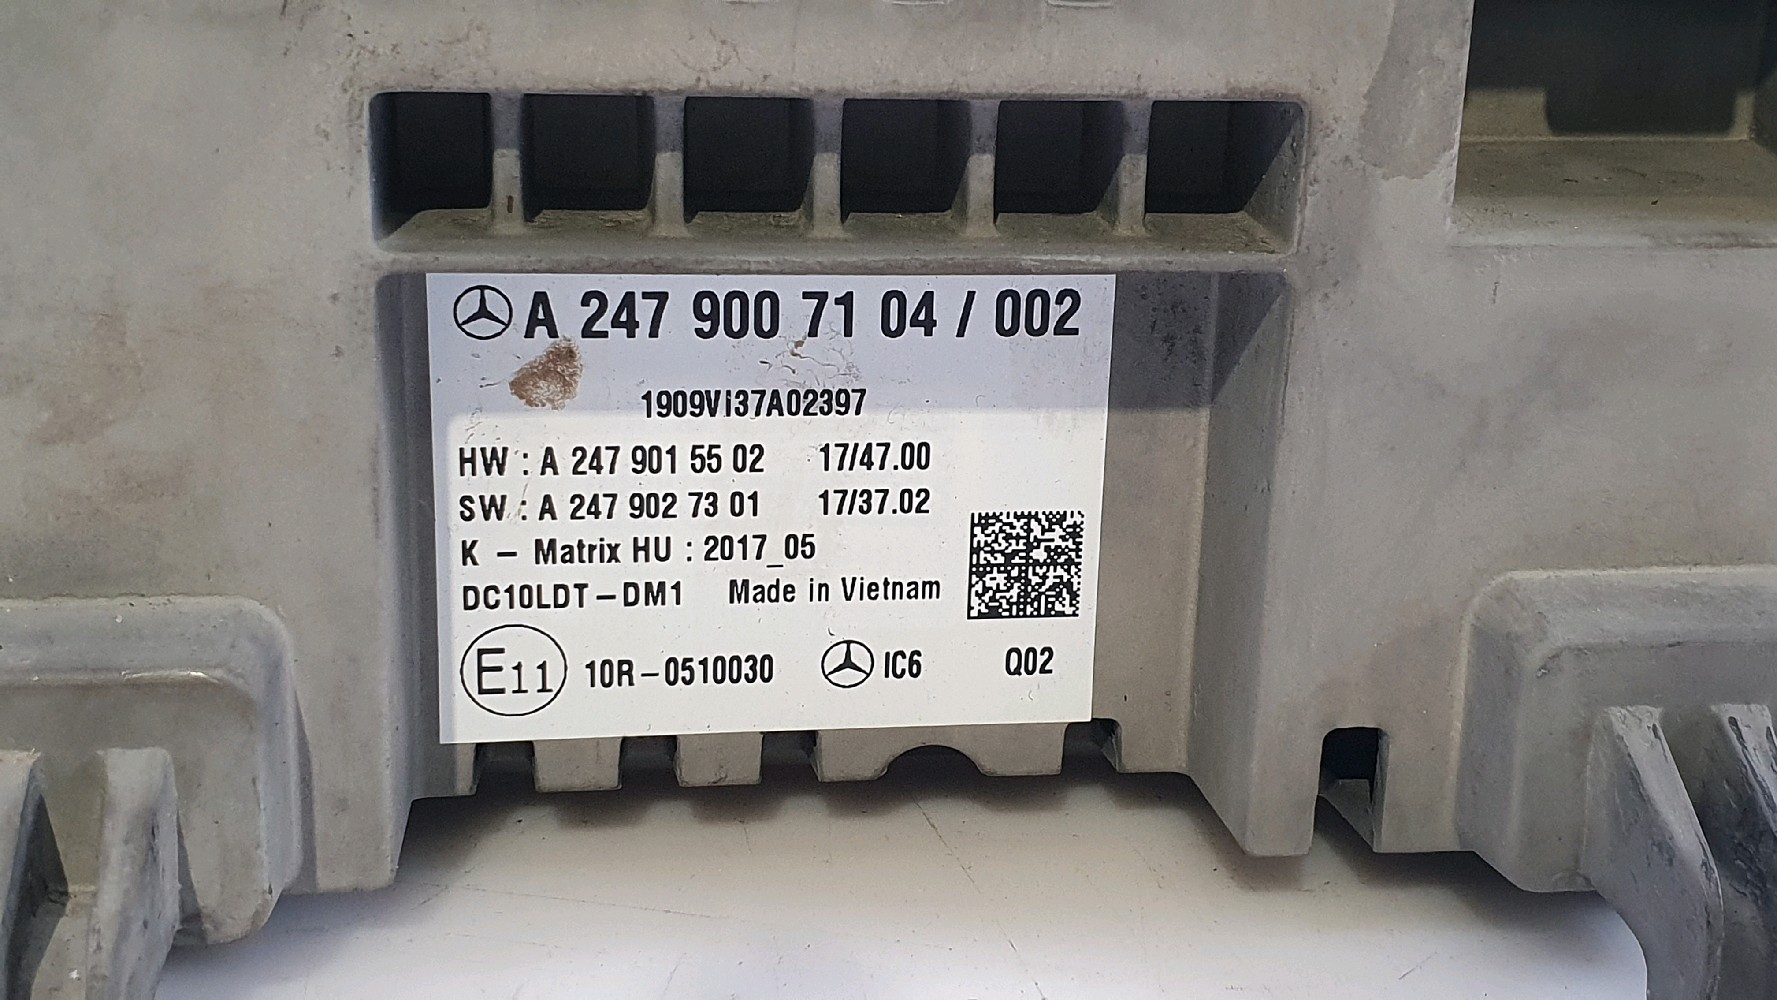 A 247 900 71 04 / 002
1909Vi37A02397
HW : A 247 901 55 02 17/47.00
SW : A 247 902 73 01 17/37.02
K – Matrix HU : 2017_05
DC10LDT – DM1 Made in Vietnam
E11 10R – 0510030 IC6 Q02